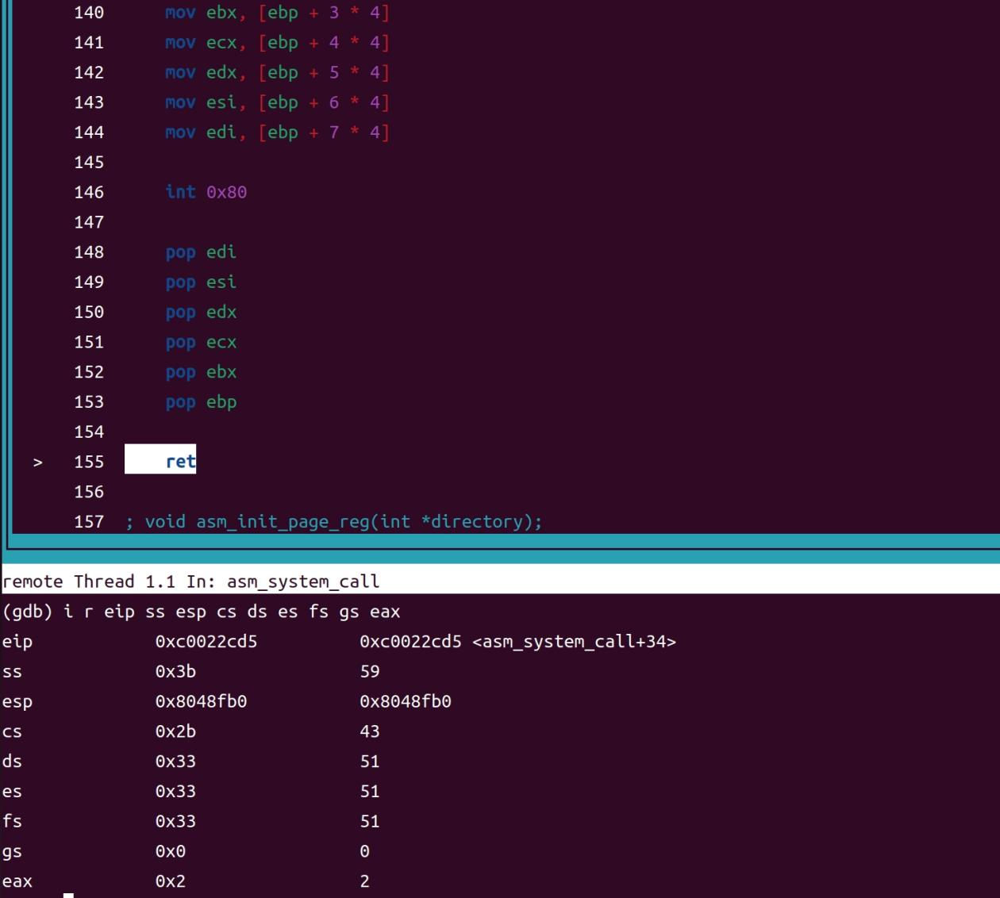 140 mov ebx, [ebp + 3 * 4]
141 mov ecx, [ebp + 4 * 4]
142 mov edx, [ebp + 5 * 4]
143 mov esi, [ebp + 6 * 4]
144 mov edi, [ebp + 7 * 4]
145
146 int 0x80
147
148 pop edi
149 pop esi
150 pop edx
151 pop ecx
152 pop ebx
153 pop ebp
154
> 155 ret
156
157 ; void asm_init_page_reg(int *directory);
remote Thread 1.1 In: asm_system_call
(gdb) i r eip ss esp cs ds es fs gs eax
eip 0xc0022cd5 0xc0022cd5 <asm_system_call+34>
ss 0x3b 59
esp 0x8048fb0 0x8048fb0
cs 0x2b 43
ds 0x33 51
es 0x33 51
fs 0x33 51
gs 0x0 0
eax 0x2 2